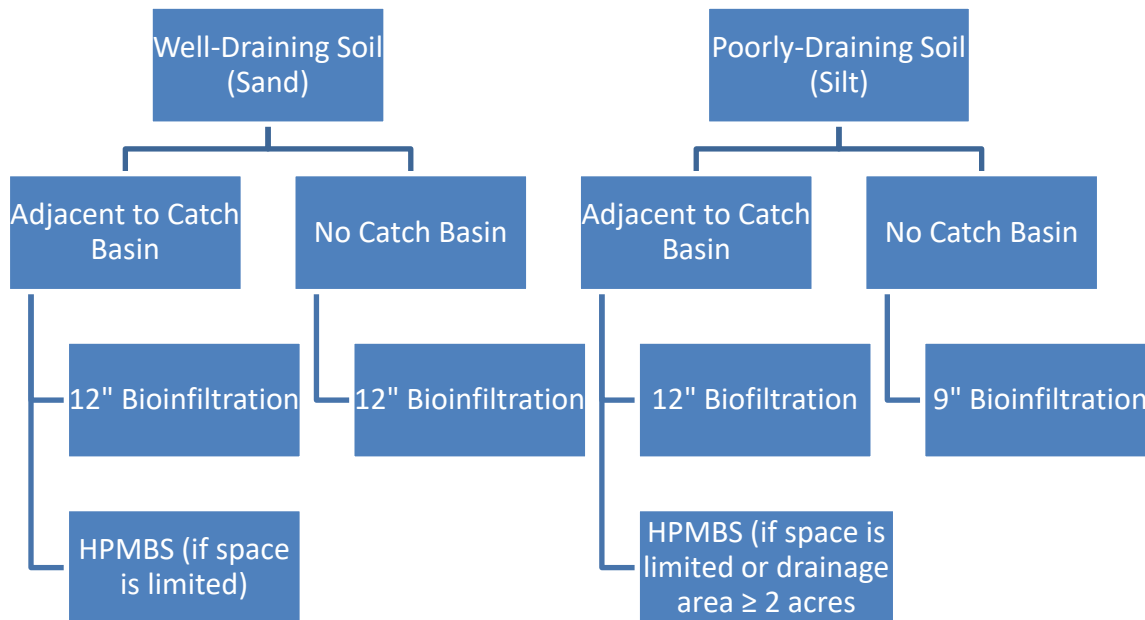 Well-Draining Soil
(Sand)
Poorly-Draining Soil
(Silt)
Adjacent to Catch
Basin
No Catch Basin
Adjacent to Catch
Basin
No Catch Basin
12" Bioinfiltration
12" Bioinfiltration
12" Biofiltration
9" Bioinfiltration
HPMBS (if space
is limited)
HPMBS (if space is
limited or drainage
area ≥ 2 acres